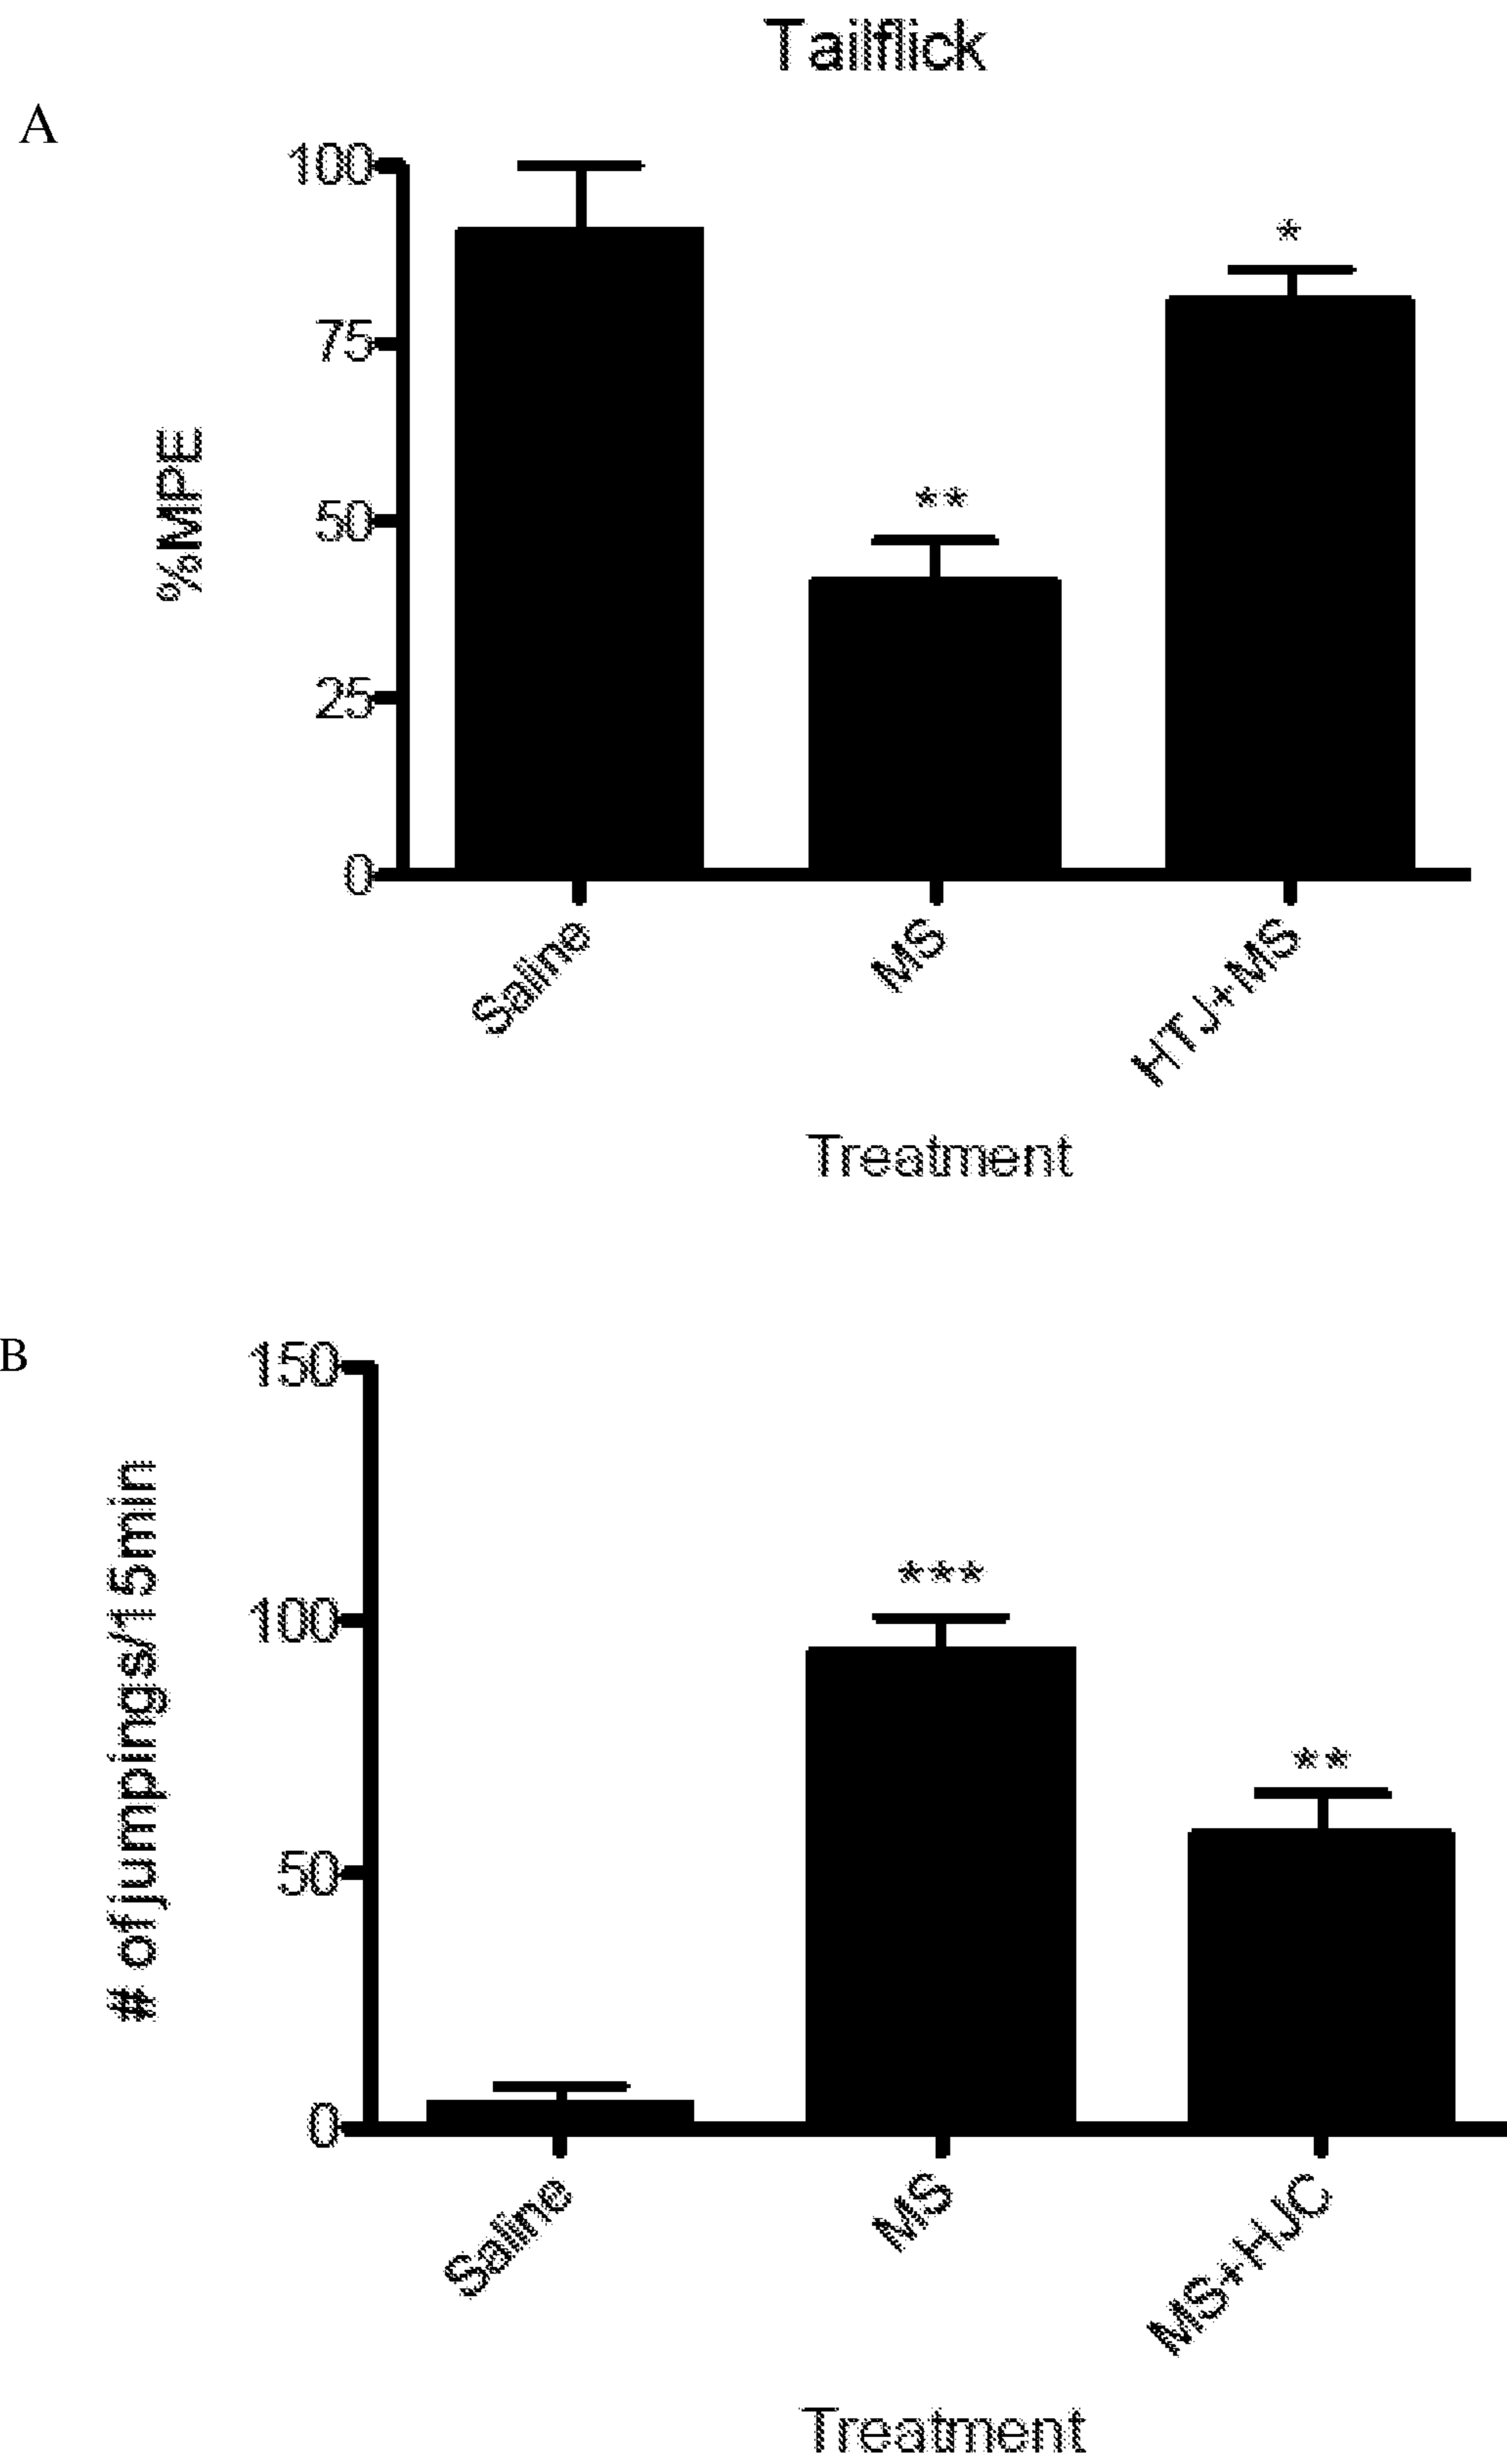 Tailflick
A
100
75
50
25
0
%MPE
*
**
Saline
MS
HTJ+MS
Treatment
B
150
100
50
0
# of jumpings/15min
***
**
Saline
MS
MS+HJC
Treatment